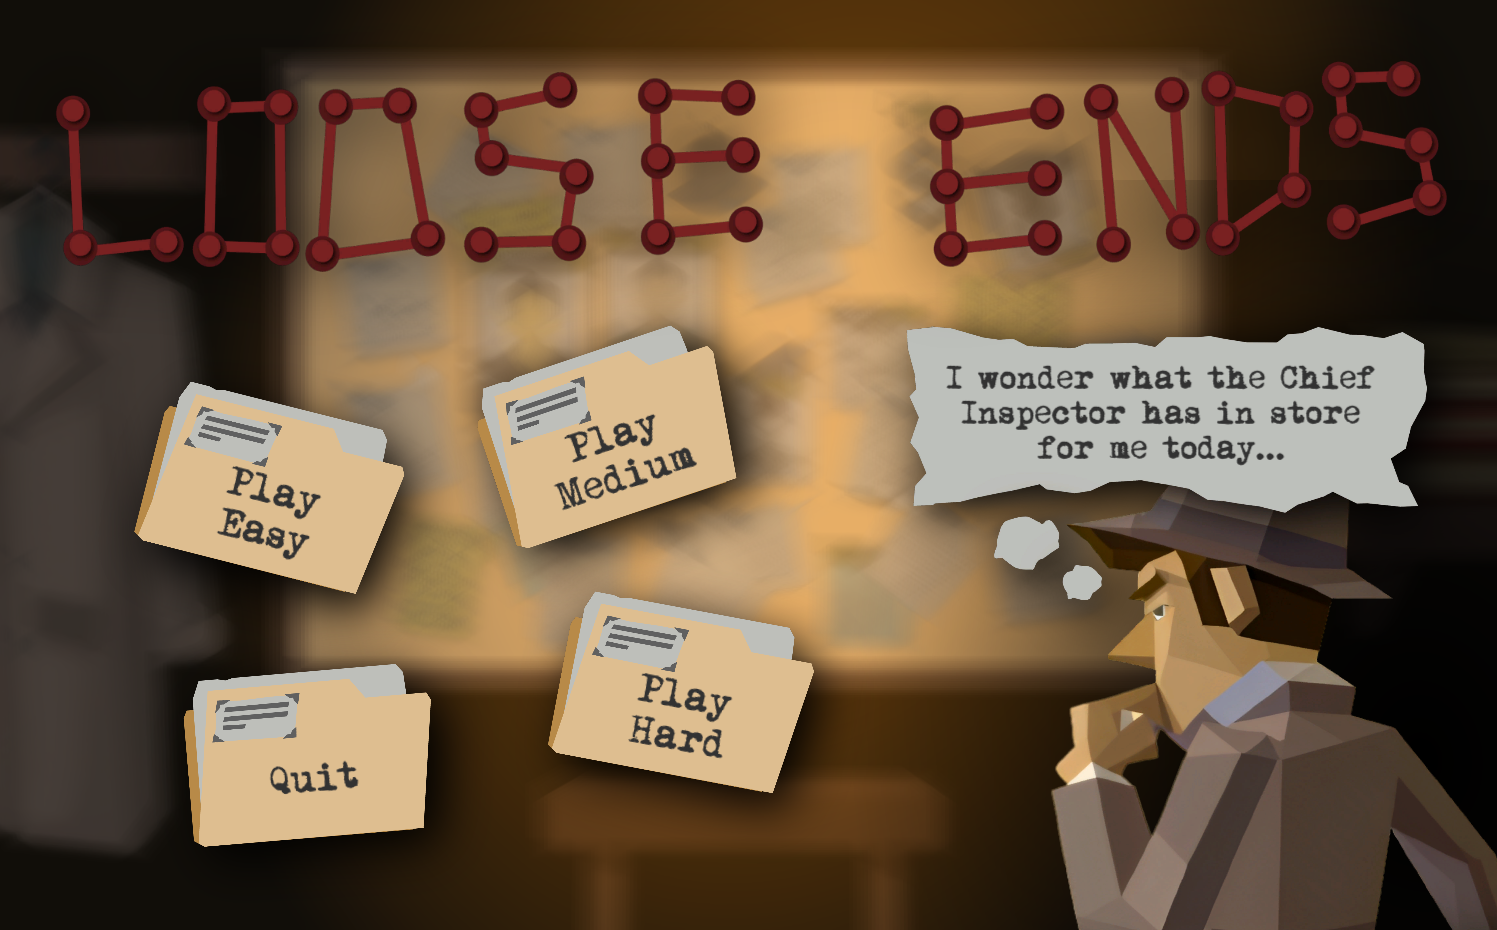 LOOSE ENDS
I wonder what the Chief
Inspector has in store
for me today...
Play
Easy
Play
Medium
Play
Hard
Quit